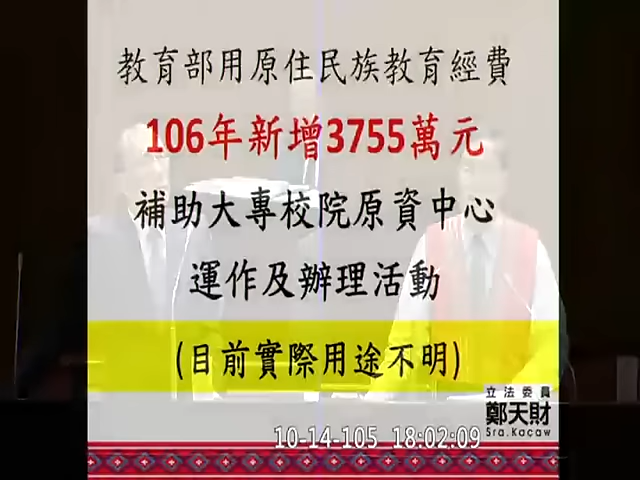 教育部用原住民族教育經費
106年新增3755萬元
補助大專校院原資中心
運作及辦理活動
(目前實際用途不明)
立法委員
鄭天財
Sra.Kacaw
10-14-105 18:02:09